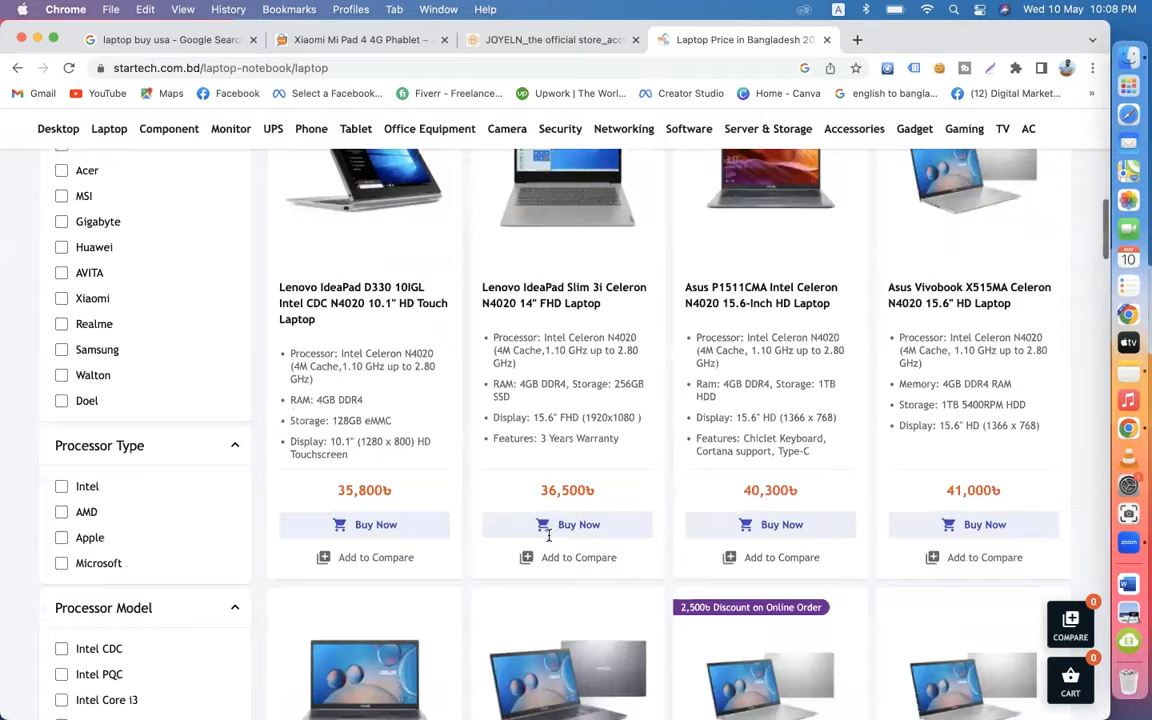 Chrome File Edit View History Bookmarks Profiles Tab Window Help A Wed 10 May 10:08 PM
laptop buy usa - Google Searc
Xiaomi Mi Pad 4 4G Phablet –
JOYELN_the official store_acc
Laptop Price in Bangladesh 20
startech.com.bd/laptop-notebook/laptop
Gmail YouTube Maps Facebook Select a Facebook... Fiverr - Freelance... Upwork | The Worl... Creator Studio Home - Canva english to bangla... (12) Digital Market... »
Desktop Laptop Component Monitor UPS Phone Tablet Office Equipment Camera Security Networking Software Server & Storage Accessories Gadget Gaming TV AC
Acer
MSI
Gigabyte
Huawei
AVITA
Xiaomi
Realme
Samsung
Walton
Doel
Processor Type
Intel
AMD
Apple
Microsoft
Processor Model
Intel CDC
Intel PQC
Intel Core i3
Lenovo IdeaPad D330 10IGL
Intel CDC N4020 10.1" HD Touch
Laptop
• Processor: Intel Celeron N4020
(4M Cache,1.10 GHz up to 2.80
GHz)
• RAM: 4GB DDR4
• Storage: 128GB eMMC
• Display: 10.1" (1280 x 800) HD
Touchscreen
35,800৳
Buy Now
Add to Compare
Lenovo IdeaPad Slim 3i Celeron
N4020 14" FHD Laptop
• Processor: Intel Celeron N4020
(4M Cache,1.10 GHz up to 2.80
GHz)
• RAM: 4GB DDR4, Storage: 256GB
SSD
• Display: 15.6" FHD (1920x1080 )
• Features: 3 Years Warranty
36,500৳
Buy Now
Add to Compare
Asus P1511CMA Intel Celeron
N4020 15.6-Inch HD Laptop
• Processor: Intel Celeron N4020
(4M Cache, 1.10 GHz up to 2.80
GHz)
• Ram: 4GB DDR4, Storage: 1TB
HDD
• Display: 15.6" HD (1366 x 768)
• Features: Chiclet Keyboard,
Cortana support, Type-C
40,300৳
Buy Now
Add to Compare
Asus Vivobook X515MA Celeron
N4020 15.6" HD Laptop
• Processor: Intel Celeron N4020
(4M Cache, 1.10 GHz up to 2.80
GHz)
• Memory: 4GB DDR4 RAM
• Storage: 1TB 5400RPM HDD
• Display: 15.6" HD (1366 x 768)
41,000৳
Buy Now
Add to Compare
2,500৳ Discount on Online Order
0
COMPARE
0
CART
MAY
10
tv
zoom
W